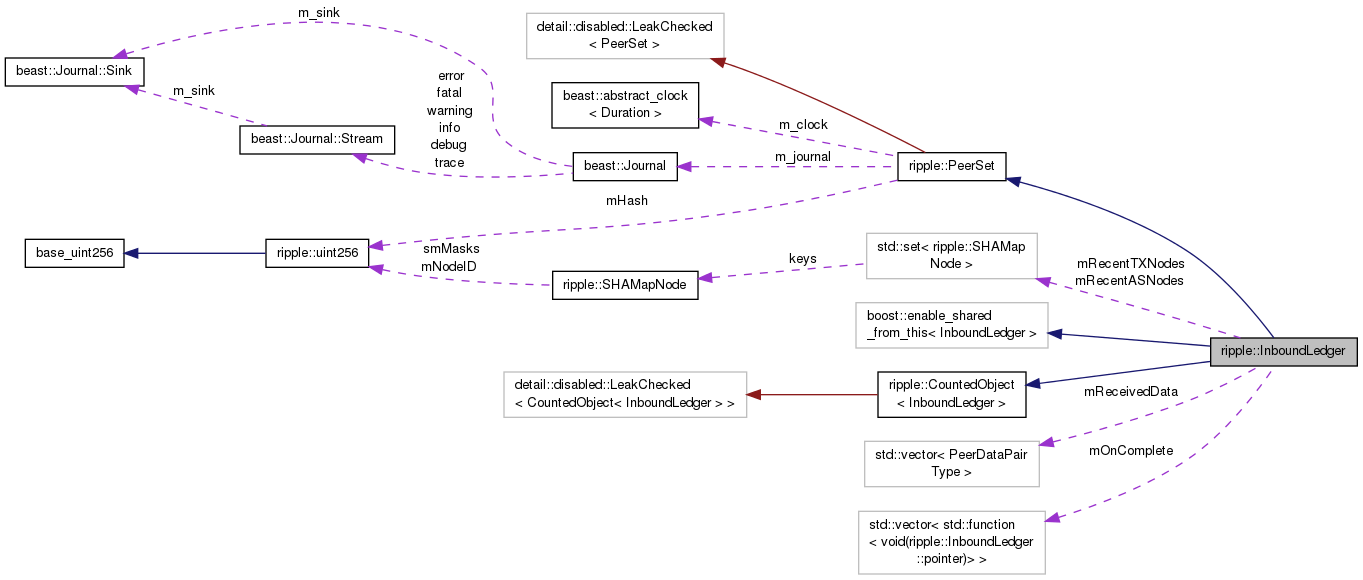 m_sink
detail::disabled::LeakChecked
< PeerSet >
beast::Journal::Sink
error
fatal
warning
info
debug
trace
m_sink
beast::abstract_clock
< Duration >
m_clock
beast::Journal::Stream
beast::Journal
m_journal
ripple::PeerSet
mHash
base_uint256
ripple::uint256
smMasks
mNodeID
ripple::SHAMapNode
keys
std::set< ripple::SHAMap
Node >
mRecentTXNodes
mRecentASNodes
boost::enable_shared
_from_this< InboundLedger >
ripple::InboundLedger
detail::disabled::LeakChecked
< CountedObject< InboundLedger > >
ripple::CountedObject
< InboundLedger >
mReceivedData
std::vector< PeerDataPair
Type >
mOnComplete
std::vector< std::function
< void(ripple::InboundLedger
::pointer)> >